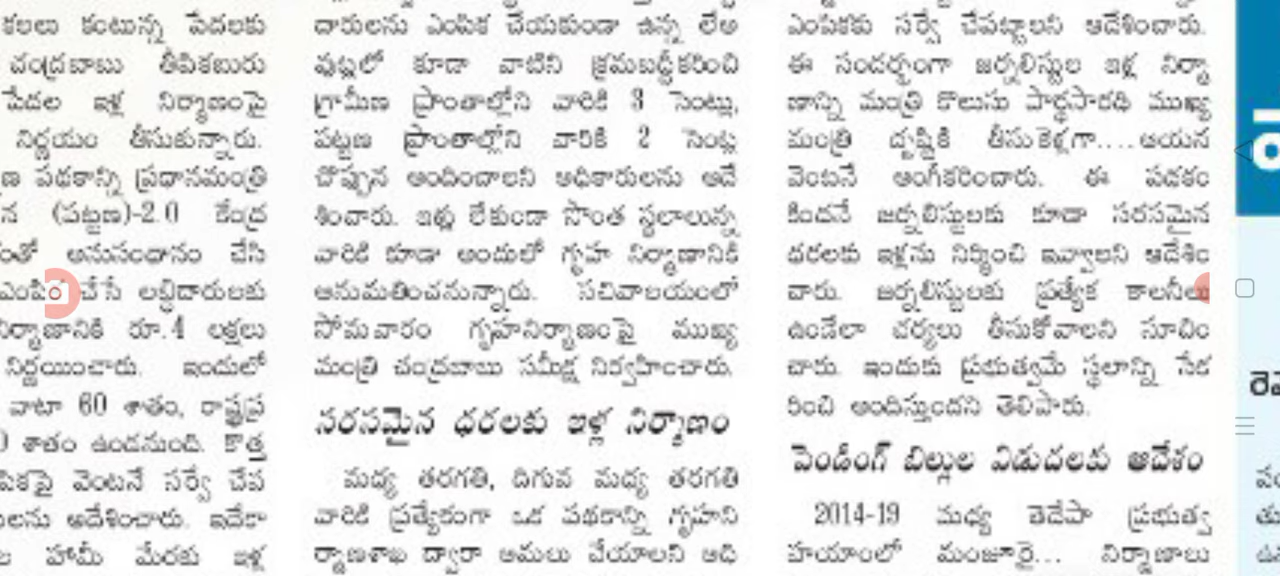 కలలు కంటున్న పేదలకు
చంద్రబాబు తీపికబురు
పేదల ఇళ్ల నిర్మాణంపై
నిర్ణయం తీసుకున్నారు.
ణ పథకాన్ని ప్రధానమంత్రి
న (పట్టణ)-2.0 కేంద్ర
ంతో అనుసంధానం చేసి
చేసే లబ్ధిదారులకు
నిర్మాణానికి రూ.4 లక్షలు
నిర్ణయించారు. ఇందులో
వాటా 60 శాతం, రాష్ట్రప్ర
శాతం ఉండనుంది. కొత్త
పికపై వెంటనే సర్వే చేప
లను ఆదేశించారు. ఇదేకా
ల హామీ మేరకు ఇళ్ల
దారులను ఎంపిక చేయకుండా ఉన్న లేఅ
వుట్లలో కూడా వాటిని క్రమబద్ధీకరించి
గ్రామీణ ప్రాంతాల్లోని వారికి 3 సెంట్లు,
పట్టణ ప్రాంతాల్లోని వారికి 2 సెంట్ల
చొప్పున అందించాలని అధికారులను ఆదే
శించారు. ఇళ్లు లేకుండా సొంత స్థలాలున్న
వారికి కూడా అందులో గృహ నిర్మాణానికి
అనుమతించనున్నారు. సచివాలయంలో
సోమవారం గృహనిర్మాణంపై ముఖ్య
మంత్రి చంద్రబాబు సమీక్ష నిర్వహించారు.
సరసమైన ధరలకు ఇళ్ల నిర్మాణం
మధ్య తరగతి, దిగువ మధ్య తరగతి
వారికి ప్రత్యేకంగా ఒక పథకాన్ని గృహని
ర్మాణశాఖ ద్వారా అమలు చేయాలని అధి
ఎంపికకు సర్వే చేపట్టాలని ఆదేశించారు.
ఈ సందర్భంగా జర్నలిస్టుల ఇళ్ల నిర్మా
ణాన్ని మంత్రి కొలుసు పార్థసారథి ముఖ్య
మంత్రి దృష్టికి తీసుకెళ్లగా....ఆయన
వెంటనే అంగీకరించారు. ఈ పథకం
కిందనే జర్నలిస్టులకు కూడా సరసమైన
ధరలకు ఇళ్లను నిర్మించి ఇవ్వాలని ఆదేశిం
చారు. జర్నలిస్టులకు ప్రత్యేక కాలనీలు
ఉండేలా చర్యలు తీసుకోవాలని సూచిం
చారు. ఇందుకు ప్రభుత్వమే స్థలాన్ని సేక
రించి అందిస్తుందని తెలిపారు.
పెండింగ్ బిల్లుల విడుదలకు ఆదేశం
2014-19 మధ్య తెదేపా ప్రభుత్వ
హయాంలో మంజూరై... నిర్మాణాలు